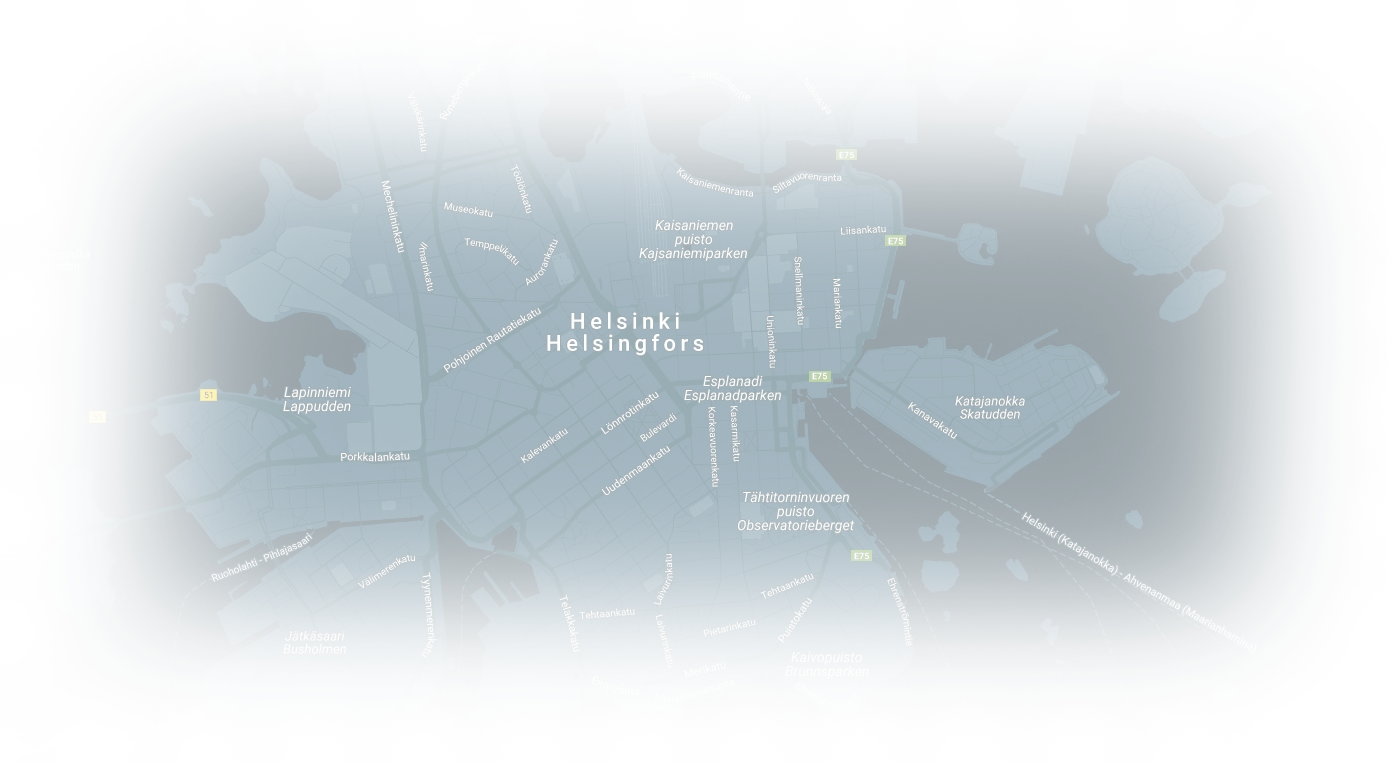 E75
Mechelininkatu
Töölönkatu
Kaisaniemenranta
Siltavuorenranta
Museokatu
Kaisaniemen
puisto
Kajsaniemiparken
Liisankatu
E75
Temppelikatu
Aurorankatu
Ilmarinkatu
Snellmaninkatu
Mariankatu
Pohjoinen Rautatiekatu
Helsinki
Helsingfors
Unioninkatu
E75
Esplanadi
Esplanadparken
51
Lapinniemi
Lappudden
Katajanokka
Skatudden
Kanavakatu
Lönnrotinkatu
Bulevardi
Korkeavuorenkatu
Kasarmikatu
Kalevankatu
Porkkalankatu
Uudenmaankatu
Tähtitorninvuoren
puisto
Observatorieberget
Helsinki (Katajanokka) - Ahvenanmaa (Maarianhamina)
E75
Ruoholahti - Pihlajasaari
Välimerenkatu
Tyynenmerenkatu
Telakkakatu
Tehtaankatu
Laivurinkatu
Laivurinkatu
Tehtaankatu
Pietarinkatu
Puistokatu
Ehrenströmintie
Jätkäsaari
Busholmen
Kaivopuisto
Brunnsparken